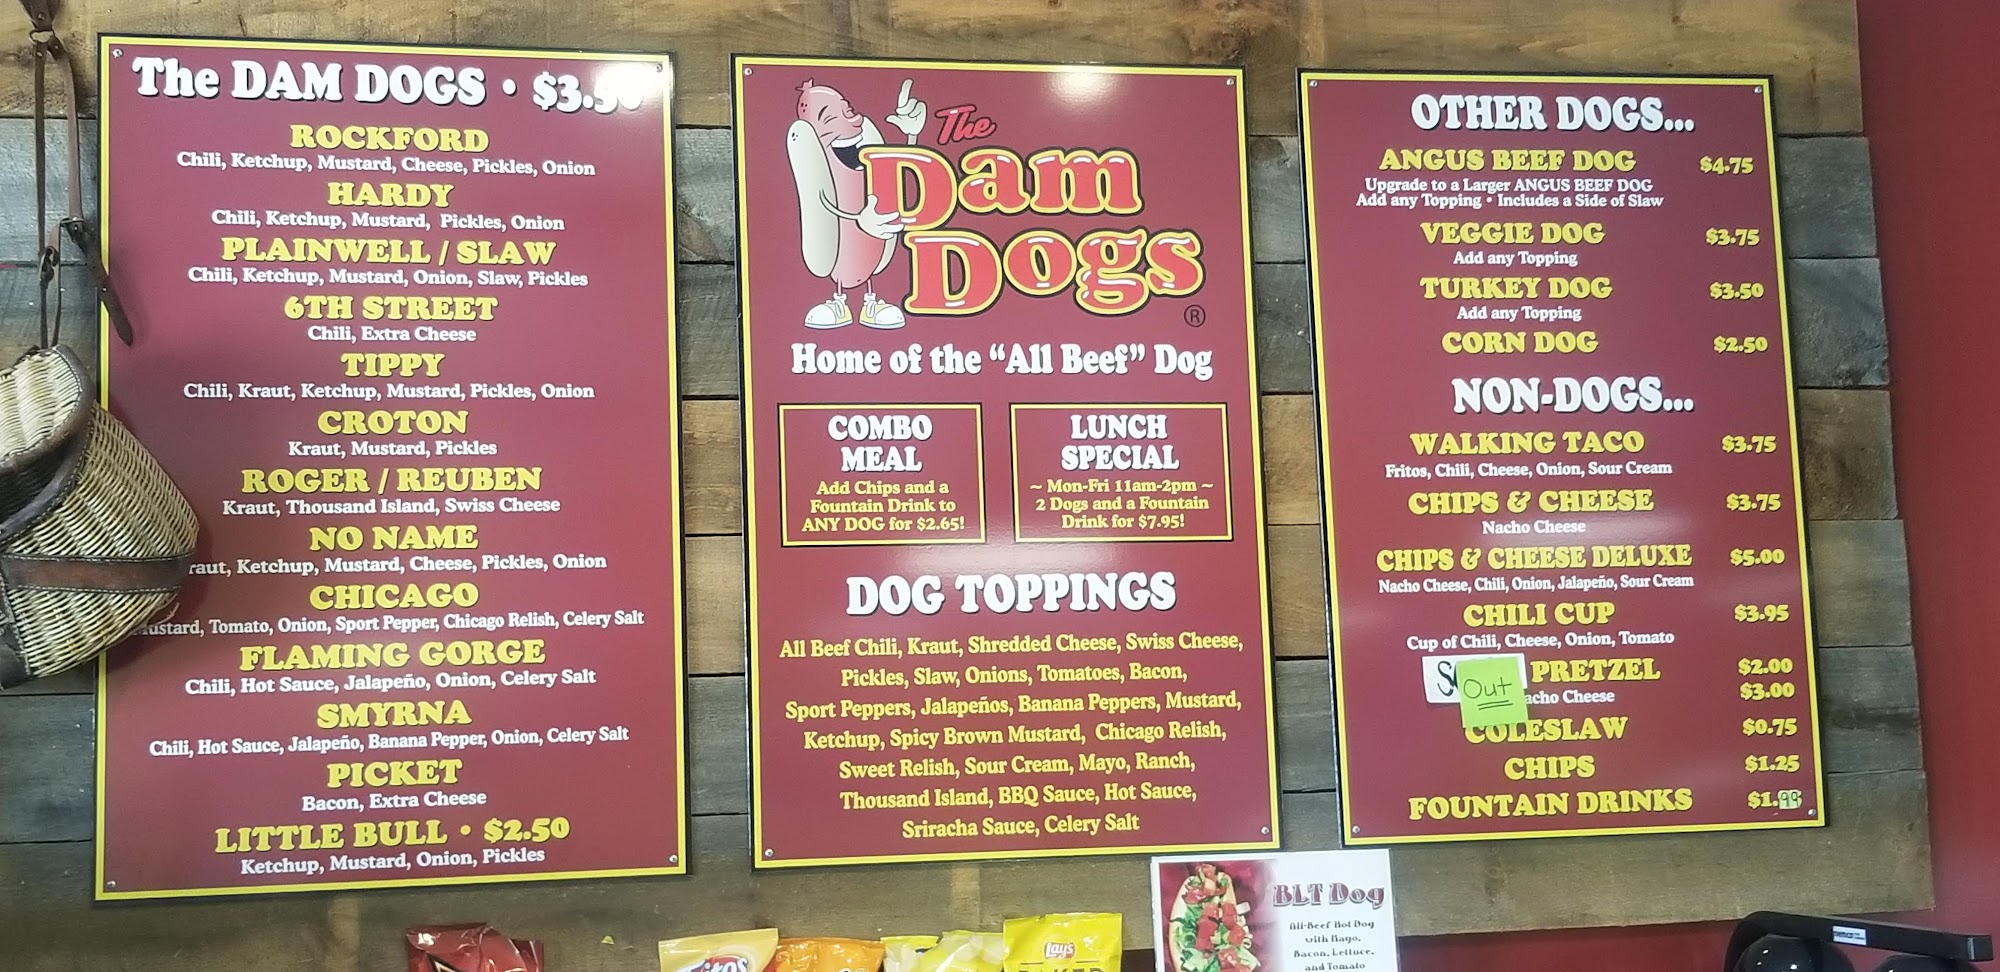 The DAM DOGS • $3.50
ROCKFORD
Chili, Ketchup, Mustard, Cheese, Pickles, Onion
HARDY
Chili, Ketchup, Mustard, Pickles, Onion
PLAINWELL / SLAW
Chili, Ketchup, Mustard, Onion, Slaw, Pickles
6TH STREET
Chili, Extra Cheese
TIPPY
Chili, Kraut, Ketchup, Mustard, Pickles, Onion
CROTON
Kraut, Mustard, Pickles
ROGER / REUBEN
Kraut, Thousand Island, Swiss Cheese
NO NAME
raut, Ketchup, Mustard, Cheese, Pickles, Onion
CHICAGO
Mustard, Tomato, Onion, Sport Pepper, Chicago Relish, Celery Salt
FLAMING GORGE
Chili, Hot Sauce, Jalapeño, Onion, Celery Salt
SMYRNA
Chili, Hot Sauce, Jalapeño, Banana Pepper, Onion, Celery Salt
PICKET
Bacon, Extra Cheese
LITTLE BULL • $2.50
Ketchup, Mustard, Onion, Pickles
The
Dam
Dogs
®
Home of the "All Beef" Dog
COMBO
MEAL
Add Chips and a
Fountain Drink to
ANY DOG for $2.65!
LUNCH
SPECIAL
~ Mon-Fri 11am-2pm ~
2 Dogs and a Fountain
Drink for $7.95!
DOG TOPPINGS
All Beef Chili, Kraut, Shredded Cheese, Swiss Cheese,
Pickles, Slaw, Onions, Tomatoes, Bacon,
Sport Peppers, Jalapeños, Banana Peppers, Mustard,
Ketchup, Spicy Brown Mustard, Chicago Relish,
Sweet Relish, Sour Cream, Mayo, Ranch,
Thousand Island, BBQ Sauce, Hot Sauce,
Sriracha Sauce, Celery Salt
OTHER DOGS...
ANGUS BEEF DOG $4.75
Upgrade to a Larger ANGUS BEEF DOG
Add any Topping • Includes a Side of Slaw
VEGGIE DOG $3.75
Add any Topping
TURKEY DOG $3.50
Add any Topping
CORN DOG $2.50
NON-DOGS...
WALKING TACO $3.75
Fritos, Chili, Cheese, Onion, Sour Cream
CHIPS & CHEESE $3.75
Nacho Cheese
CHIPS & CHEESE DELUXE $5.00
Nacho Cheese, Chili, Onion, Jalapeño, Sour Cream
CHILI CUP $3.95
Cup of Chili, Cheese, Onion, Tomato
PRETZEL $2.00
Out
acho Cheese $3.00
COLESLAW $0.75
CHIPS $1.25
FOUNTAIN DRINKS $1.99
BLT Dog
All-Beef Hot Dog
with Mayo,
Bacon, Lettuce,
and Tomato
Fritos
Lay's
BAKED